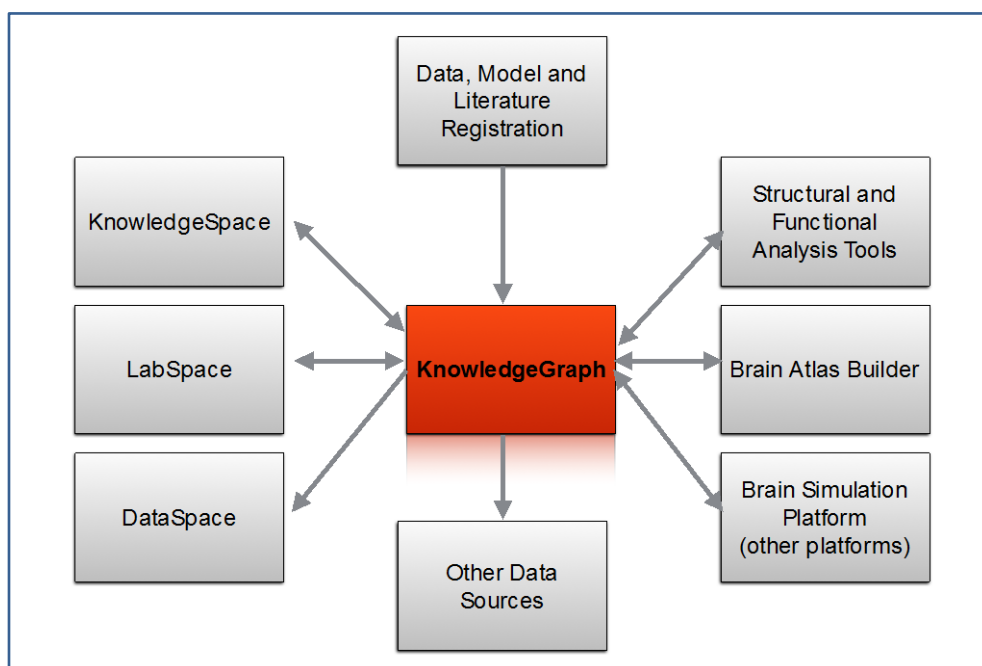 Data, Model and
Literature
Registration
KnowledgeSpace
Structural and
Functional
Analysis Tools
LabSpace
KnowledgeGraph
Brain Atlas Builder
DataSpace
Brain Simulation
Platform
(other platforms)
Other Data
Sources